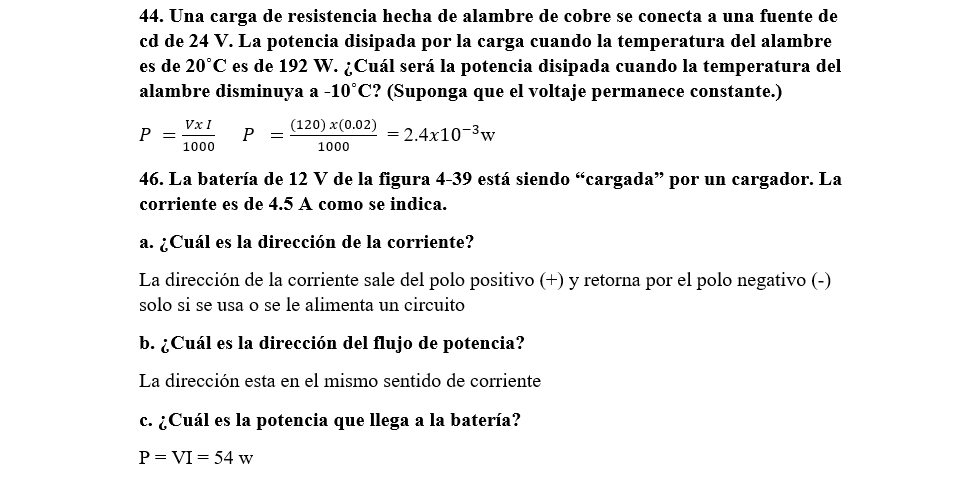 44. Una carga de resistencia hecha de alambre de cobre se conecta a una fuente de
cd de 24 V. La potencia disipada por la carga cuando la temperatura del alambre
es de 20˚C es de 192 W. ¿Cuál será la potencia disipada cuando la temperatura del
alambre disminuya a -10˚C? (Suponga que el voltaje permanece constante.)
P = VxI/1000 P = (120)x(0.02)/1000 = 2.4x10⁻³w
46. La batería de 12 V de la figura 4-39 está siendo “cargada” por un cargador. La
corriente es de 4.5 A como se indica.
a. ¿Cuál es la dirección de la corriente?
La dirección de la corriente sale del polo positivo (+) y retorna por el polo negativo (-)
solo si se usa o se le alimenta un circuito
b. ¿Cuál es la dirección del flujo de potencia?
La dirección esta en el mismo sentido de corriente
c. ¿Cuál es la potencia que llega a la batería?
P = VI = 54 w